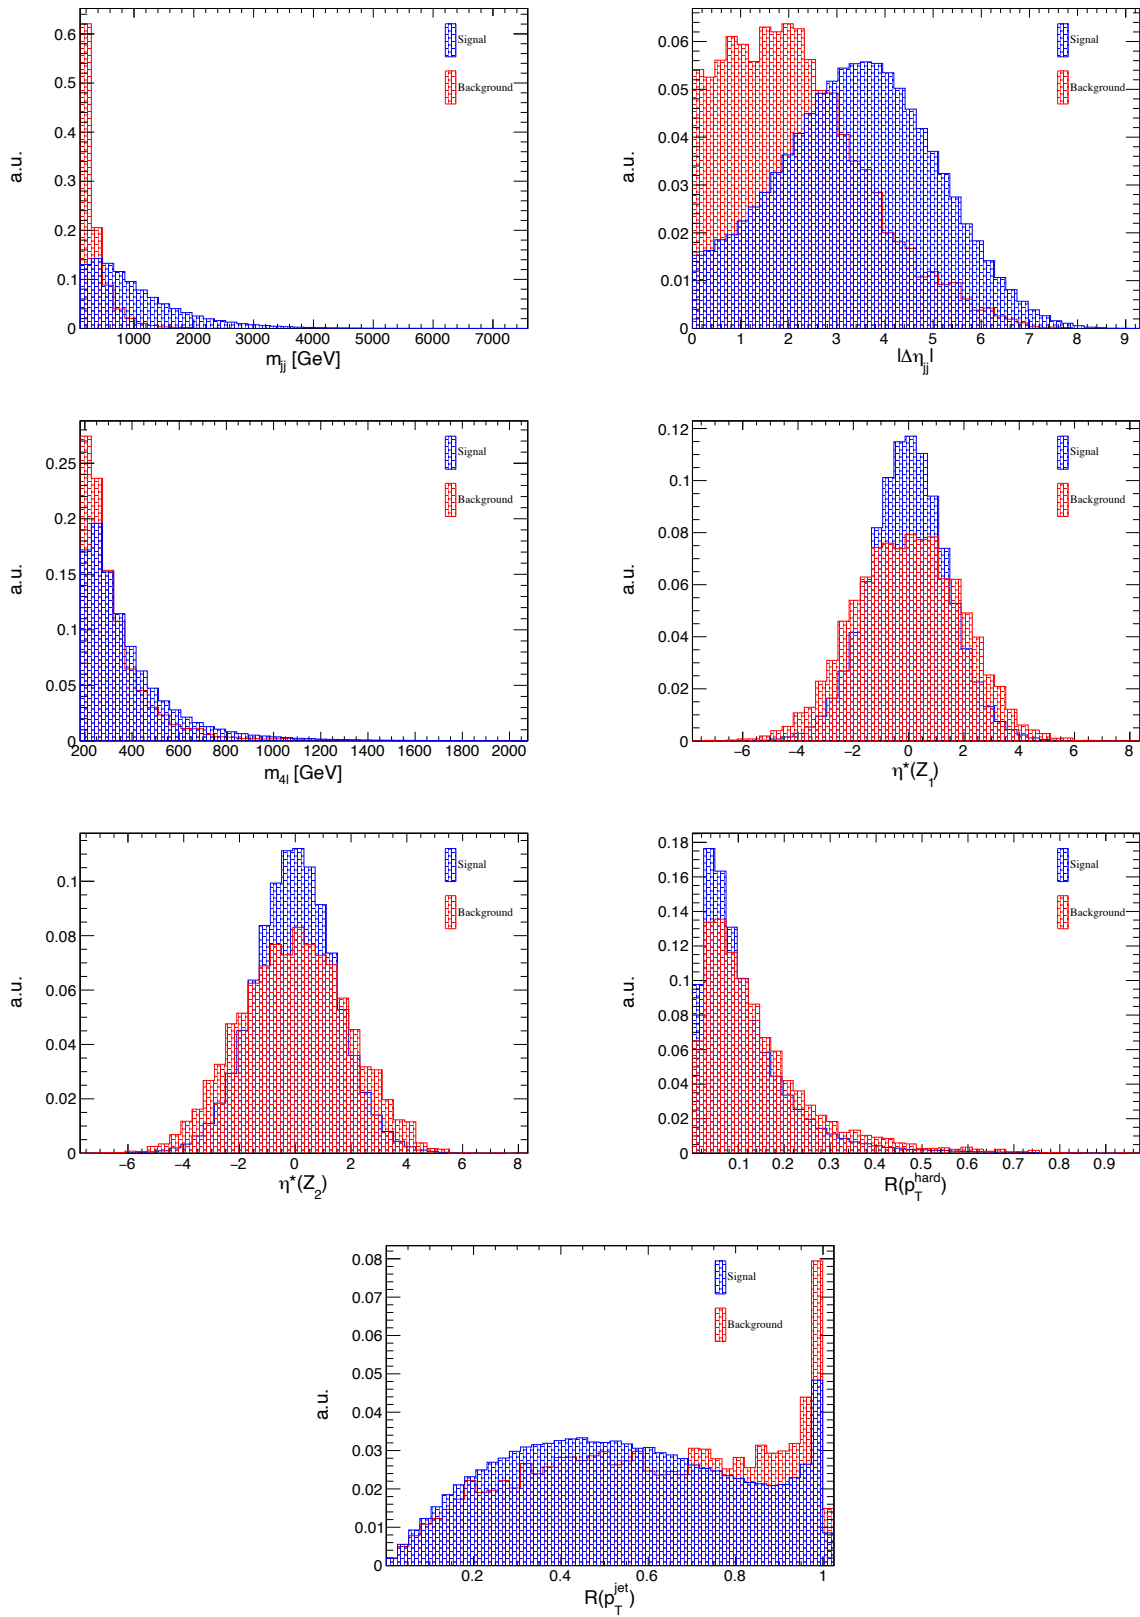 0.6
0.5
0.4
0.3
0.2
0.1
0
a.u.
Signal
Background
1000 2000 3000 4000 5000 6000 7000
m_jj [GeV]
0.06
0.05
0.04
0.03
0.02
0.01
0
a.u.
Signal
Background
0 1 2 3 4 5 6 7 8 9
|Δη_jj|
0.25
0.2
0.15
0.1
0.05
0
a.u.
Signal
Background
200 400 600 800 1000 1200 1400 1600 1800 2000
m_4l [GeV]
0.12
0.1
0.08
0.06
0.04
0.02
0
a.u.
Signal
Background
−6 −4 −2 0 2 4 6 8
η*(Z_1)
0.1
0.08
0.06
0.04
0.02
0
a.u.
Signal
Background
−6 −4 −2 0 2 4 6 8
η*(Z_2)
0.18
0.16
0.14
0.12
0.1
0.08
0.06
0.04
0.02
0
a.u.
Signal
Background
0.1 0.2 0.3 0.4 0.5 0.6 0.7 0.8 0.9
R(p_T^hard)
0.08
0.07
0.06
0.05
0.04
0.03
0.02
0.01
0
a.u.
Signal
Background
0.2 0.4 0.6 0.8 1
R(p_T^jet)